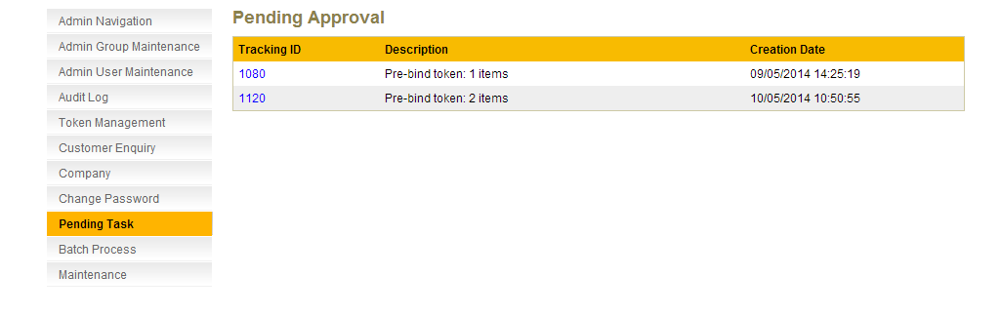 Admin Navigation
Admin Group Maintenance
Admin User Maintenance
Audit Log
Token Management
Customer Enquiry
Company
Change Password
Pending Task
Batch Process
Maintenance
Pending Approval
Tracking ID Description Creation Date
1080 Pre-bind token: 1 items 09/05/2014 14:25:19
1120 Pre-bind token: 2 items 10/05/2014 10:50:55